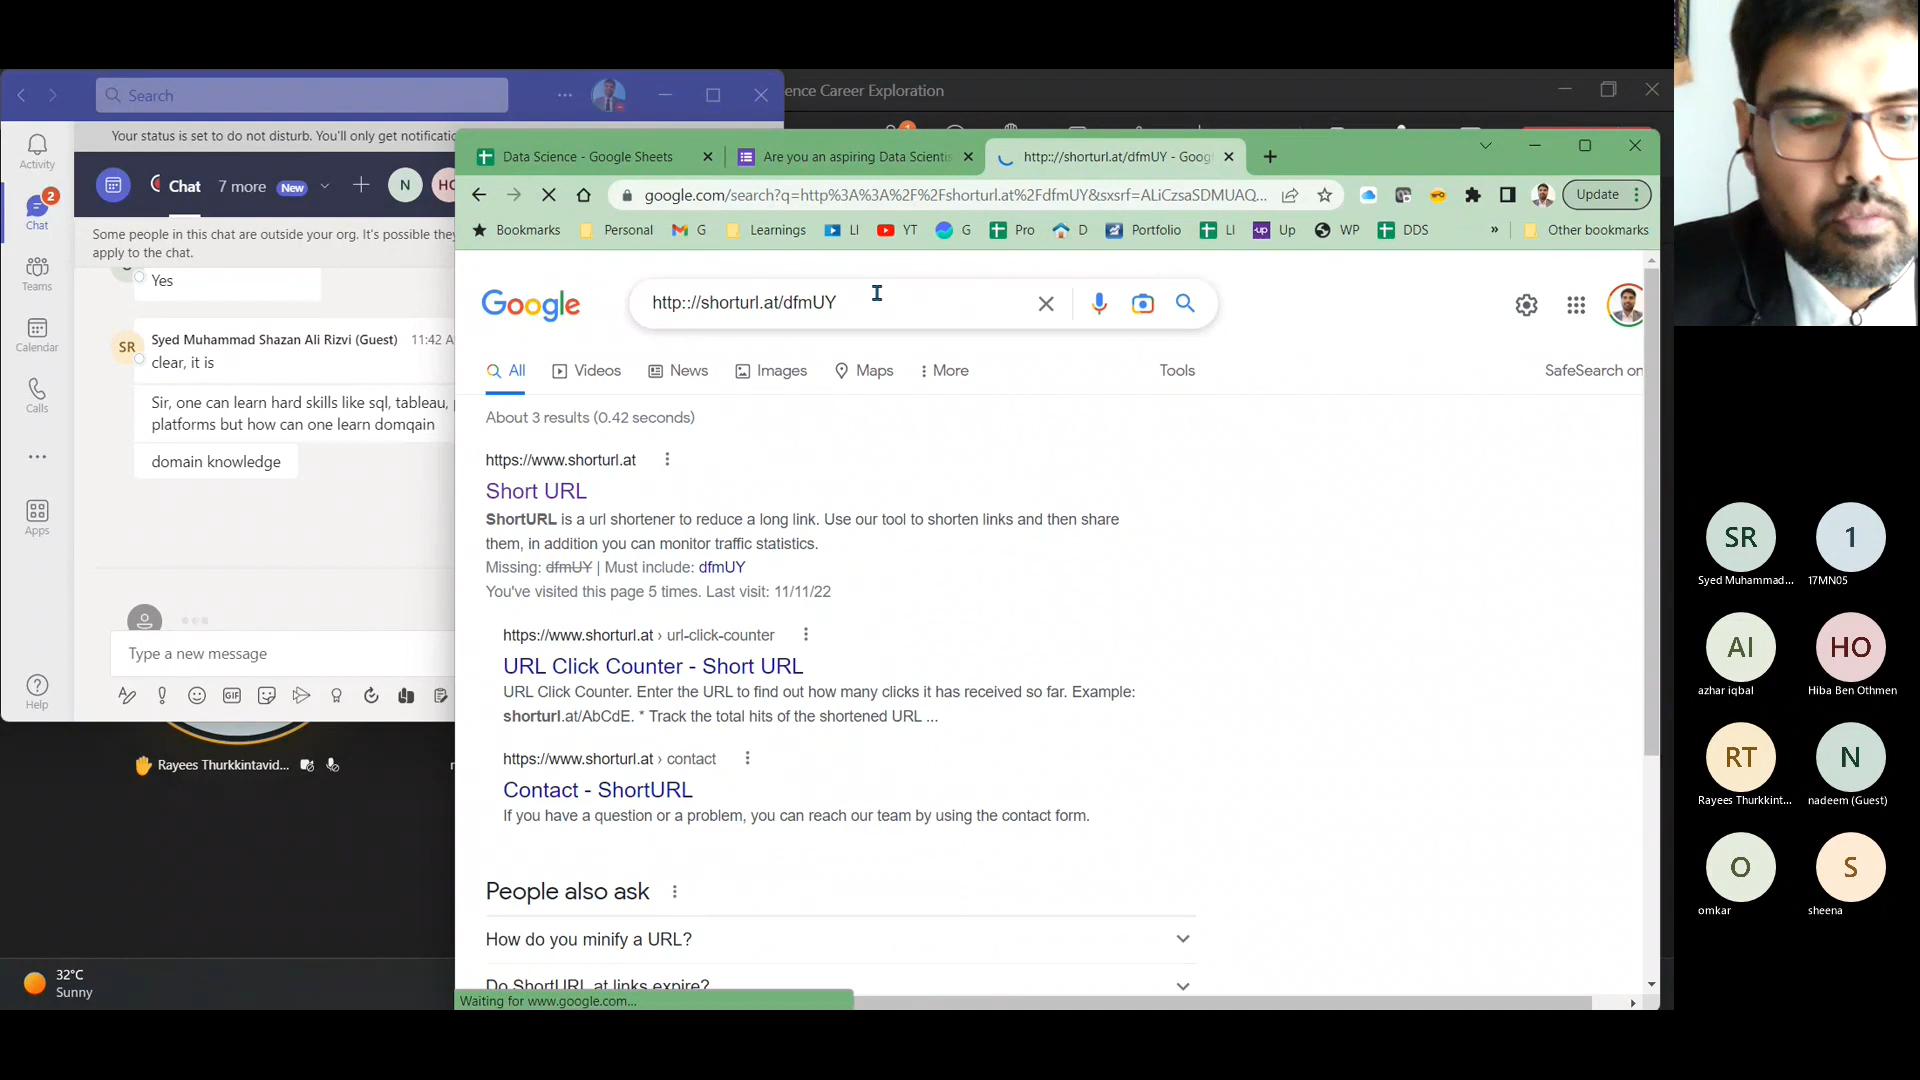 Search
ence Career Exploration
Your status is set to do not disturb. You'll only get notificatio
Activity
Chat
2
Teams
Calendar
Calls
Apps
Help
Chat 7 more New
N
HO
Some people in this chat are outside your org. It's possible they
apply to the chat.
Yes
SR
Syed Muhammad Shazan Ali Rizvi (Guest) 11:42 A
clear, it is
Sir, one can learn hard skills like sql, tableau, p
platforms but how can one learn domqain
domain knowledge
Type a new message
GIF
Rayees Thurkkintavid...
32°C
Sunny
Data Science - Google Sheets
Are you an aspiring Data Scientis
http://shorturl.at/dfmUY - Goog
google.com/search?q=http%3A%3A%2F%2Fshorturl.at%2FdfmUY&sxsrf=ALiCzsaSDMUAQ...
Update
Bookmarks Personal G Learnings LI YT G Pro D Portfolio LI Up WP DDS » Other bookmarks
Google
http:://shorturl.at/dfmUY
All Videos News Images Maps More Tools SafeSearch on
About 3 results (0.42 seconds)
https://www.shorturl.at
Short URL
ShortURL is a url shortener to reduce a long link. Use our tool to shorten links and then share
them, in addition you can monitor traffic statistics.
Missing: dfmUY | Must include: dfmUY
You've visited this page 5 times. Last visit: 11/11/22
https://www.shorturl.at › url-click-counter
URL Click Counter - Short URL
URL Click Counter. Enter the URL to find out how many clicks it has received so far. Example:
shorturl.at/AbCdE. * Track the total hits of the shortened URL ...
https://www.shorturl.at › contact
Contact - ShortURL
If you have a question or a problem, you can reach our team by using the contact form.
People also ask
How do you minify a URL?
Do ShortURL at links expire?
Waiting for www.google.com...
SR
Syed Muhammad...
1
17MN05
AI
azhar iqbal
HO
Hiba Ben Othmen
RT
Rayees Thurkkint...
N
nadeem (Guest)
O
omkar
S
sheena